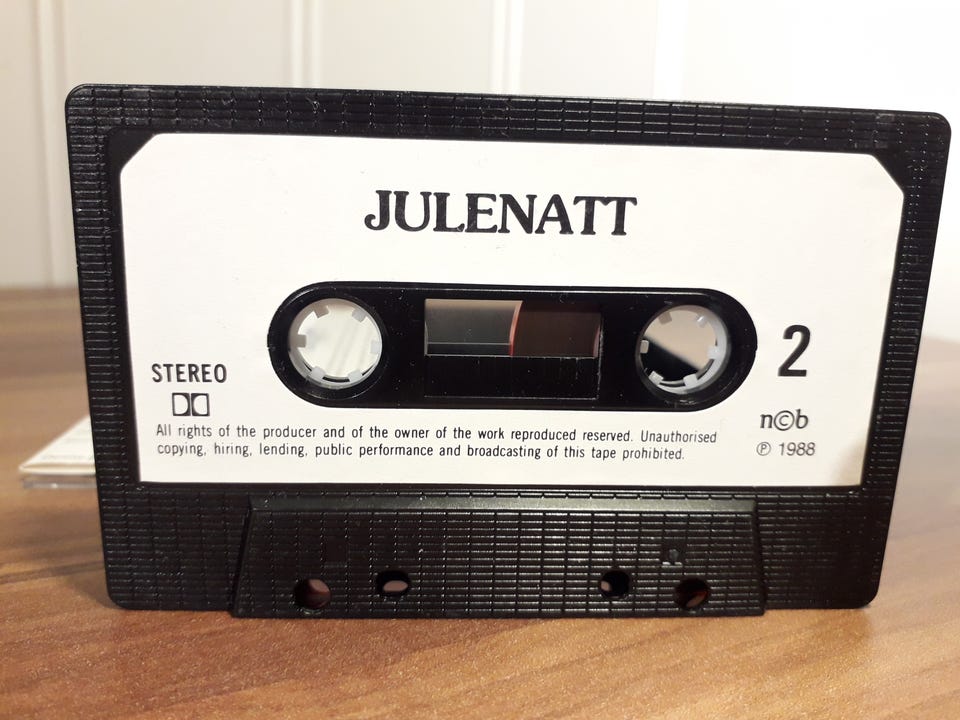 JULENATT
STEREO
2
All rights of the producer and of the owner of the work reproduced reserved. Unauthorised
copying, hiring, lending, public performance and broadcasting of this tape prohibited.
n©b
℗ 1988